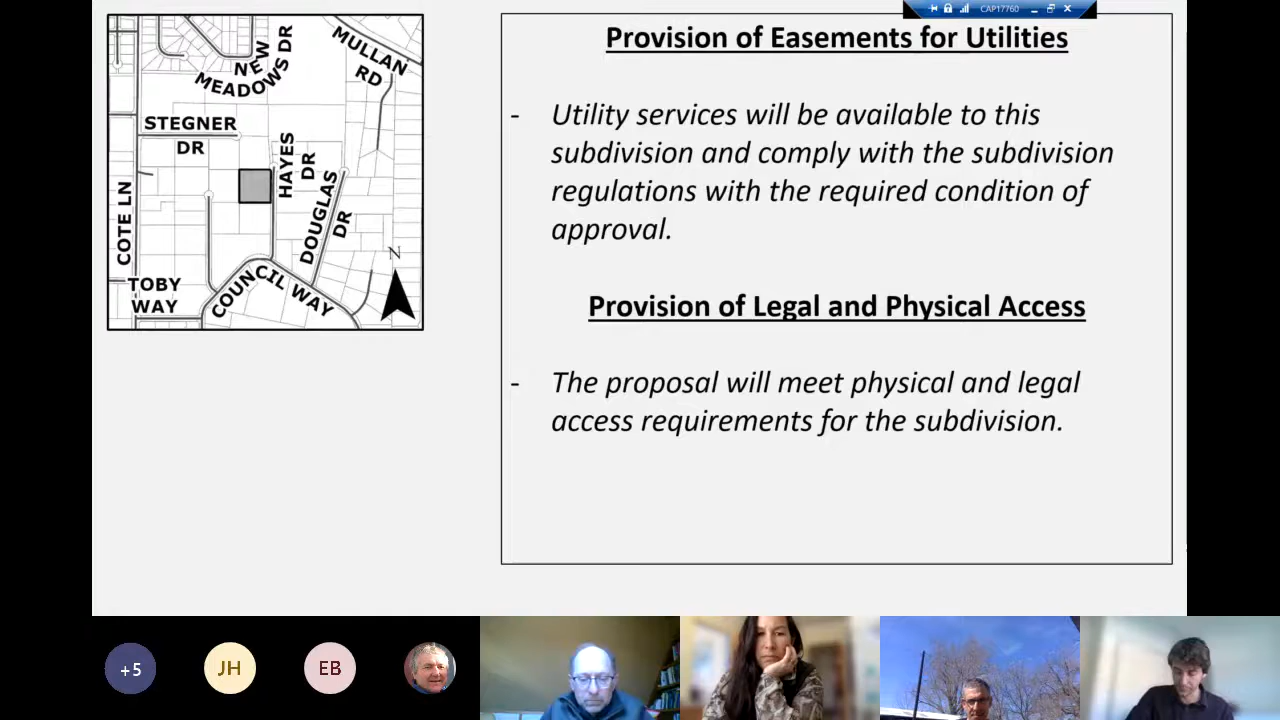 CAP17760
NEW
MEADOWS DR
MULLAN
RD
STEGNER
DR
HAYES
DR
DOUGLAS
DR
COTE LN
TOBY
WAY
COUNCIL WAY
N
Provision of Easements for Utilities
- Utility services will be available to this
subdivision and comply with the subdivision
regulations with the required condition of
approval.
Provision of Legal and Physical Access
- The proposal will meet physical and legal
access requirements for the subdivision.
+5
JH
EB